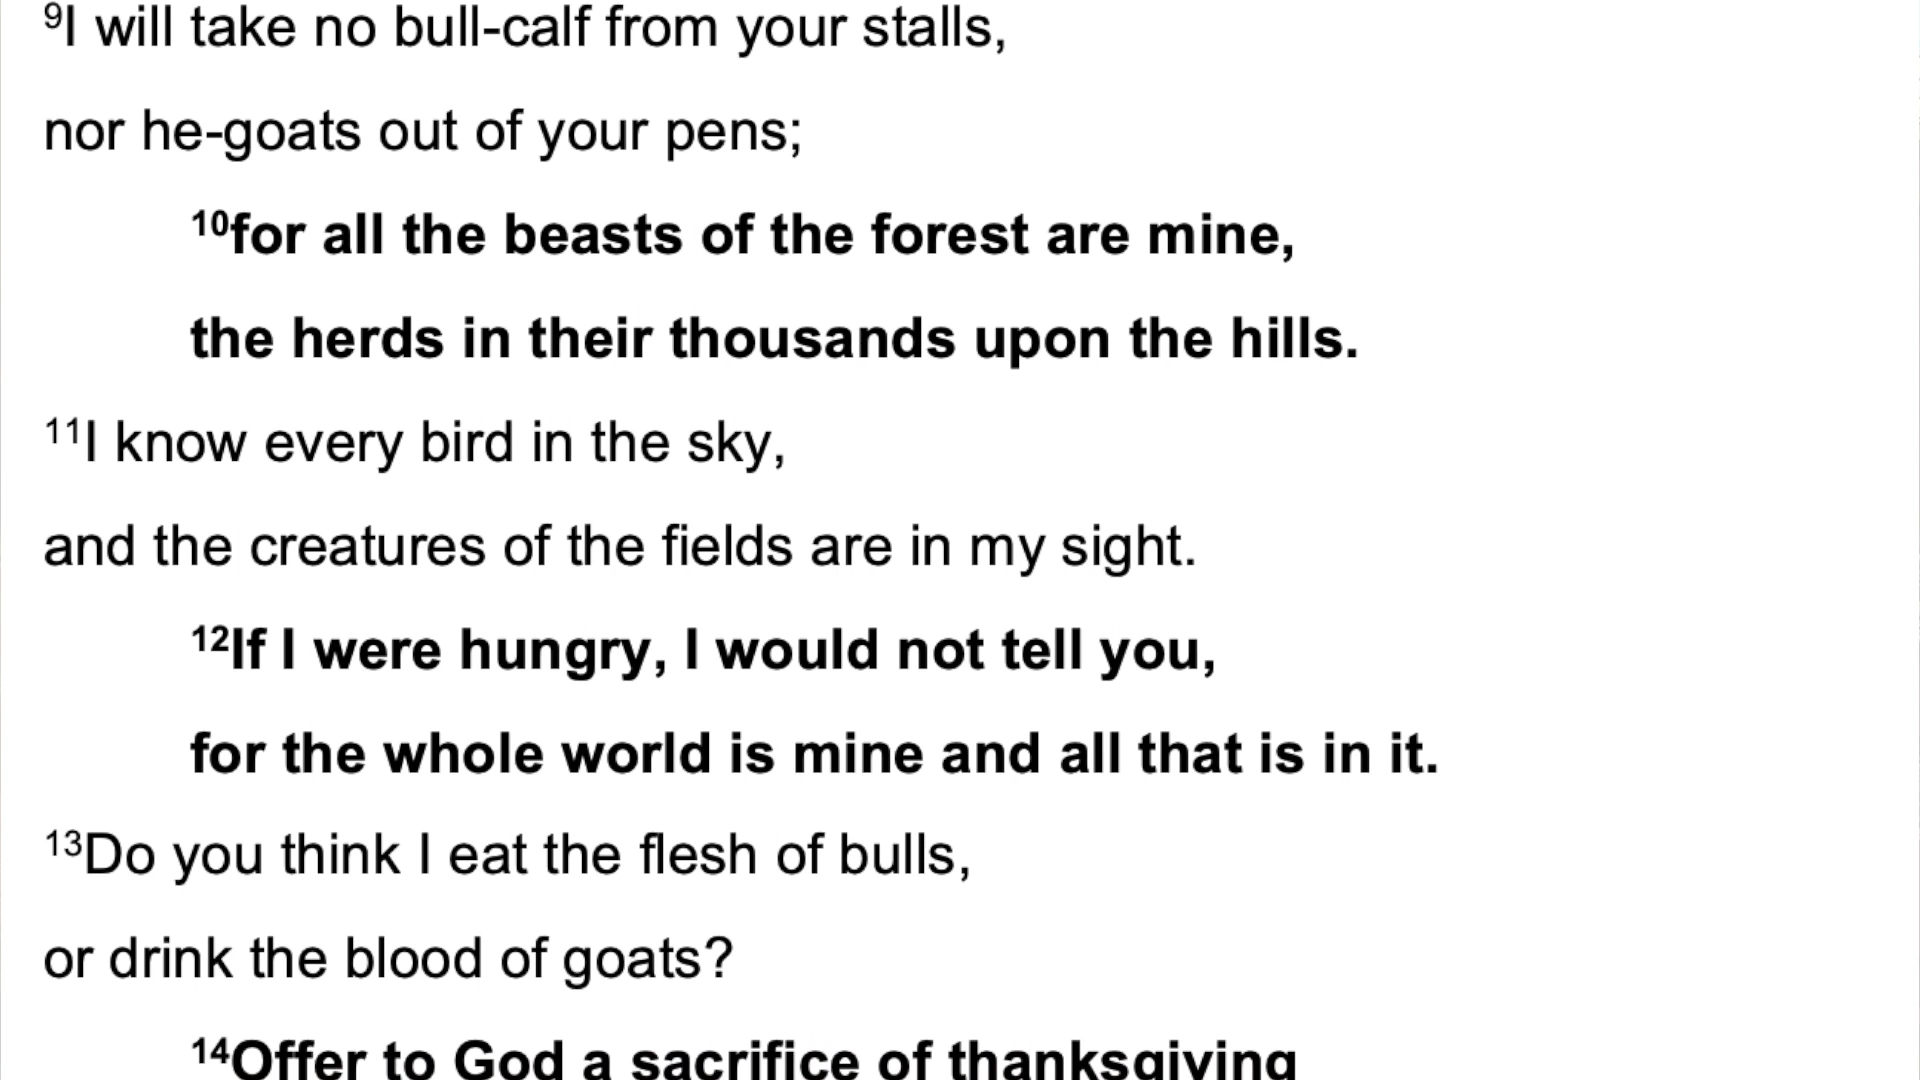 ⁹I will take no bull-calf from your stalls,
nor he-goats out of your pens;
¹⁰for all the beasts of the forest are mine,
the herds in their thousands upon the hills.
¹¹I know every bird in the sky,
and the creatures of the fields are in my sight.
¹²If I were hungry, I would not tell you,
for the whole world is mine and all that is in it.
¹³Do you think I eat the flesh of bulls,
or drink the blood of goats?
¹⁴Offer to God a sacrifice of thanksgiving